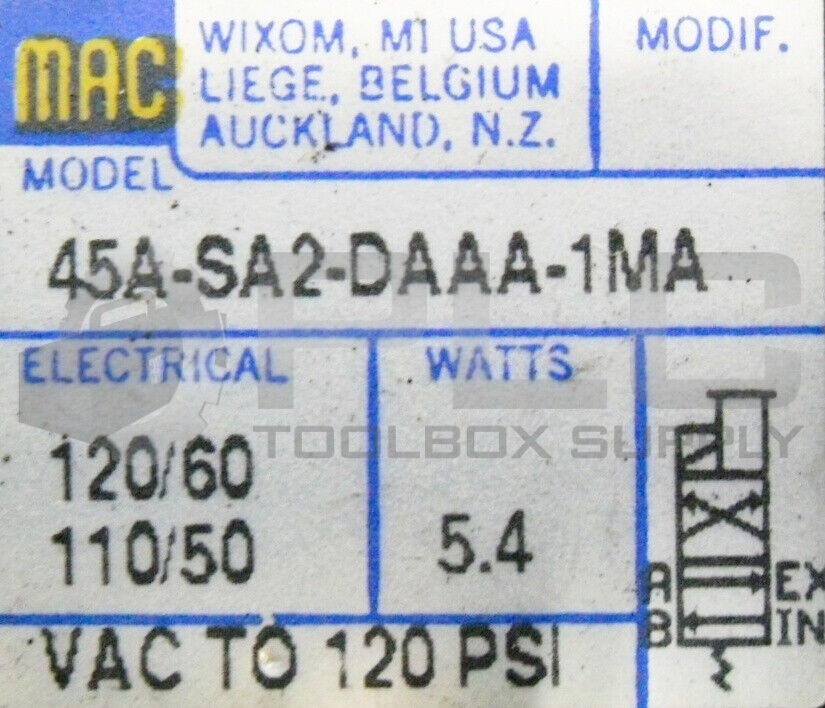 MAC
WIXOM, MI USA
LIEGE, BELGIUM
AUCKLAND, N.Z.
MODIF.
MODEL
45A-SA2-DAAA-1MA
ELECTRICAL
WATTS
120/60
110/50
5.4
A EX
B IN
VAC TO 120 PSI
PLC
TOOLBOX SUPPLY